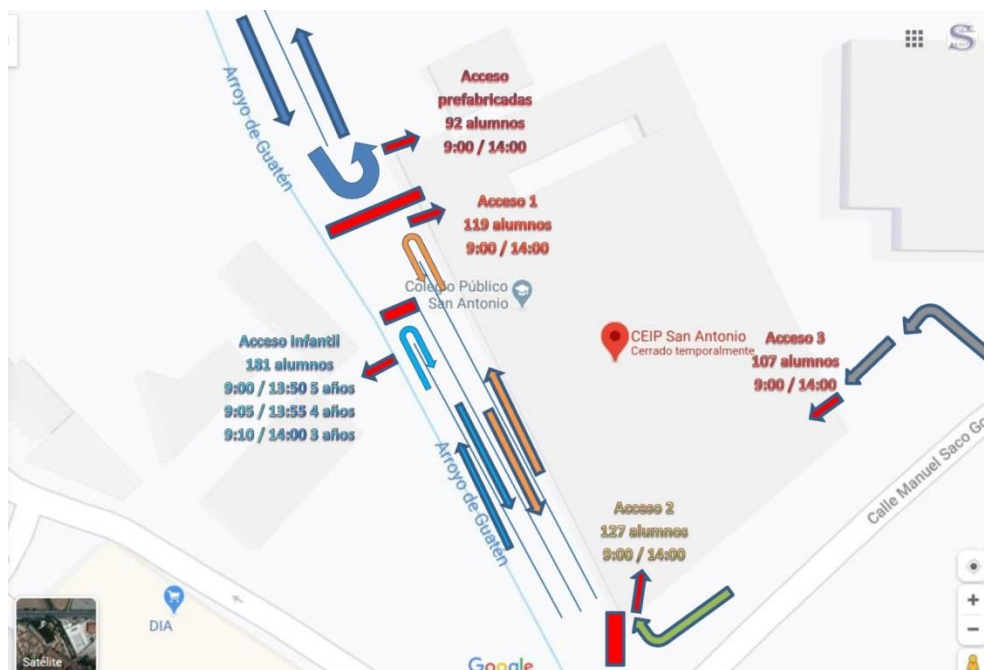 Arroyo de Guatén
Acceso
prefabricadas
92 alumnos
9:00 / 14:00
Acceso 1
119 alumnos
9:00 / 14:00
Colegio Público
San Antonio
CEIP San Antonio
Cerrado temporalmente
Acceso 3
107 alumnos
9:00 / 14:00
Acceso Infantil
181 alumnos
9:00 / 13:50 5 años
9:05 / 13:55 4 años
9:10 / 14:00 3 años
Arroyo de Guatén
Calle Manuel Saco Go
Acceso 2
127 alumnos
9:00 / 14:00
DIA
Satélite
Google